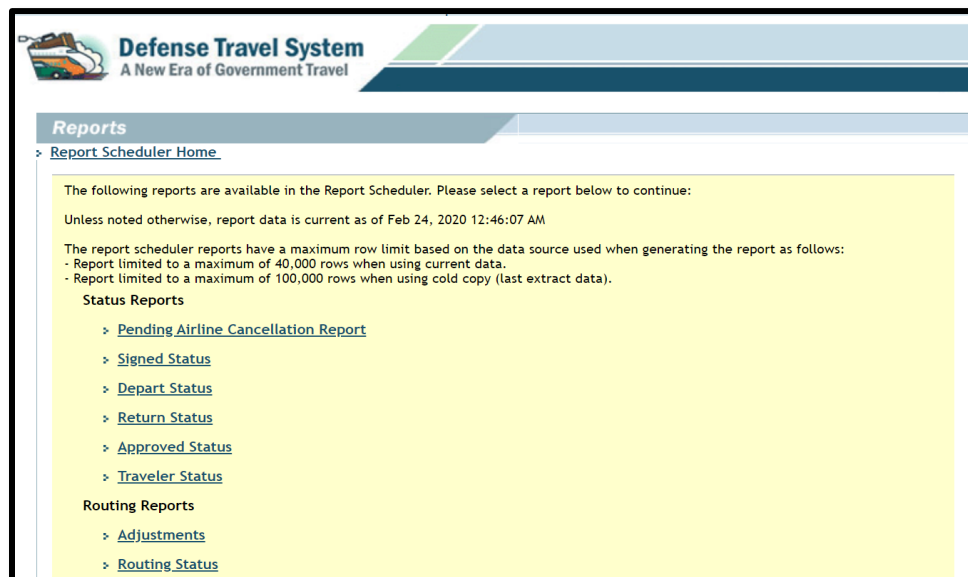 Defense Travel System
A New Era of Government Travel
Reports
Report Scheduler Home
The following reports are available in the Report Scheduler. Please select a report below to continue:
Unless noted otherwise, report data is current as of Feb 24, 2020 12:46:07 AM
The report scheduler reports have a maximum row limit based on the data source used when generating the report as follows:
- Report limited to a maximum of 40,000 rows when using current data.
- Report limited to a maximum of 100,000 rows when using cold copy (last extract data).
Status Reports
Pending Airline Cancellation Report
Signed Status
Depart Status
Return Status
Approved Status
Traveler Status
Routing Reports
Adjustments
Routing Status